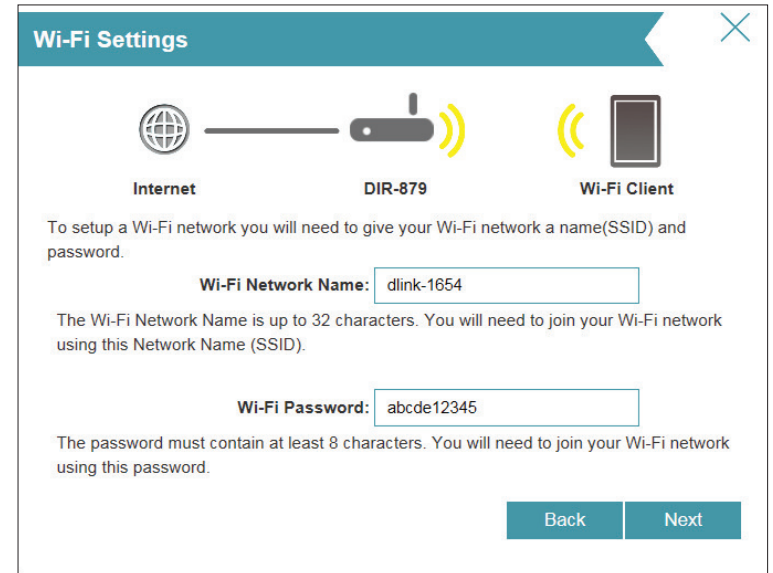 Wi-Fi Settings
Internet
DIR-879
Wi-Fi Client
To setup a Wi-Fi network you will need to give your Wi-Fi network a name(SSID) and
password.
Wi-Fi Network Name: dlink-1654
The Wi-Fi Network Name is up to 32 characters. You will need to join your Wi-Fi network
using this Network Name (SSID).
Wi-Fi Password: abcde12345
The password must contain at least 8 characters. You will need to join your Wi-Fi network
using this password.
Back
Next